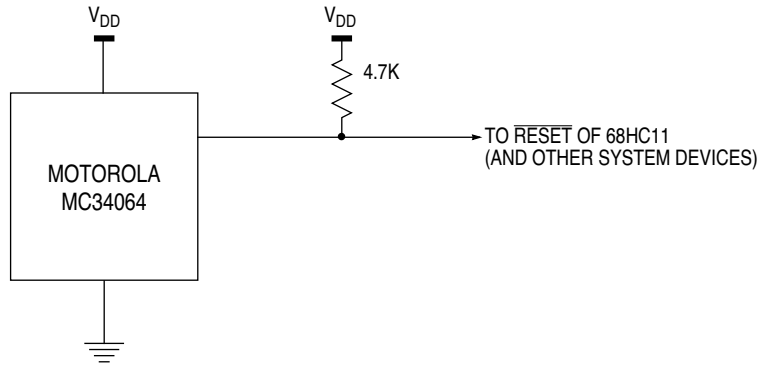 VDD
VDD
4.7K
TO RESET OF 68HC11
(AND OTHER SYSTEM DEVICES)
MOTOROLA
MC34064